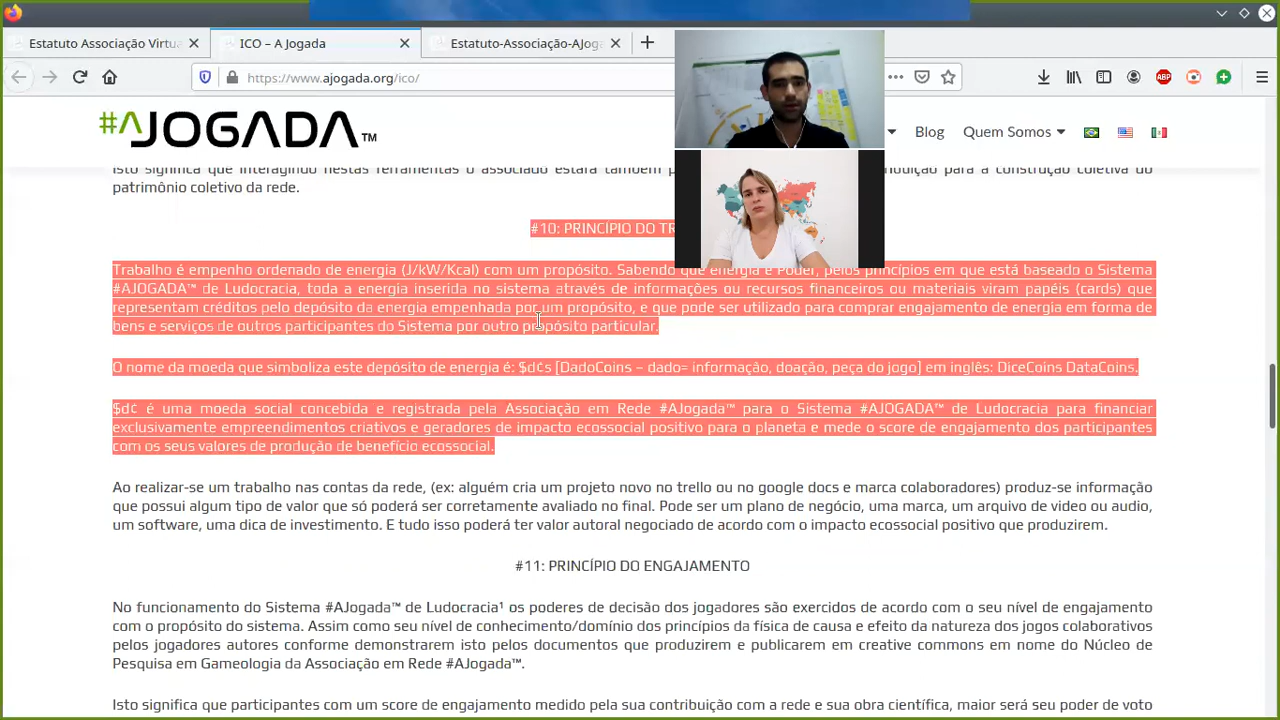 Estatuto Associação Virtua
ICO – A Jogada
Estatuto-Associação-AJoga
https://www.ajogada.org/ico/
ABP
#AJOGADA™
Blog
Quem Somos
Isto significa que interagindo nestas ferramentas o associado estará também para a construção coletiva do
patrimônio coletivo da rede.
#10: PRINCÍPIO DO TR
Trabalho é empenho ordenado de energia (J/kW/Kcal) com um propósito. Sabendo que energia é Poder, pelos princípios em que está baseado o Sistema
#AJOGADA™ de Ludocracia, toda a energia inserida no sistema através de informações ou recursos financeiros ou materiais viram papéis (cards) que
representam créditos pelo depósito da energia empenhada por um propósito, e que pode ser utilizado para comprar engajamento de energia em forma de
bens e serviços de outros participantes do Sistema por outro propósito particular.
O nome da moeda que simboliza este depósito de energia é: $d¢s [DadoCoins – dado= informação, doação, peça do jogo] em inglês: DiceCoins DataCoins.
$d¢ é uma moeda social concebida e registrada pela Associação em Rede #AJogada™ para o Sistema #AJOGADA™ de Ludocracia para financiar
exclusivamente empreendimentos criativos e geradores de impacto ecossocial positivo para o planeta e mede o score de engajamento dos participantes
com os seus valores de produção de benefício ecossocial.
Ao realizar-se um trabalho nas contas da rede, (ex: alguém cria um projeto novo no trello ou no google docs e marca colaboradores) produz-se informação
que possui algum tipo de valor que só poderá ser corretamente avaliado no final. Pode ser um plano de negócio, uma marca, um arquivo de video ou audio,
um software, uma dica de investimento. E tudo isso poderá ter valor autoral negociado de acordo com o impacto ecossocial positivo que produzirem.
#11: PRINCÍPIO DO ENGAJAMENTO
No funcionamento do Sistema #AJogada™ de Ludocracia¹ os poderes de decisão dos jogadores são exercidos de acordo com o seu nível de engajamento
com o propósito do sistema. Assim como seu nível de conhecimento/domínio dos princípios da física de causa e efeito da natureza dos jogos colaborativos
pelos jogadores autores conforme demonstrarem isto pelos documentos que produzirem e publicarem em creative commons em nome do Núcleo de
Pesquisa em Gameologia da Associação em Rede #AJogada™.
Isto significa que participantes com um score de engajamento medido pela sua contribuição com a rede e sua obra científica, maior será seu poder de voto